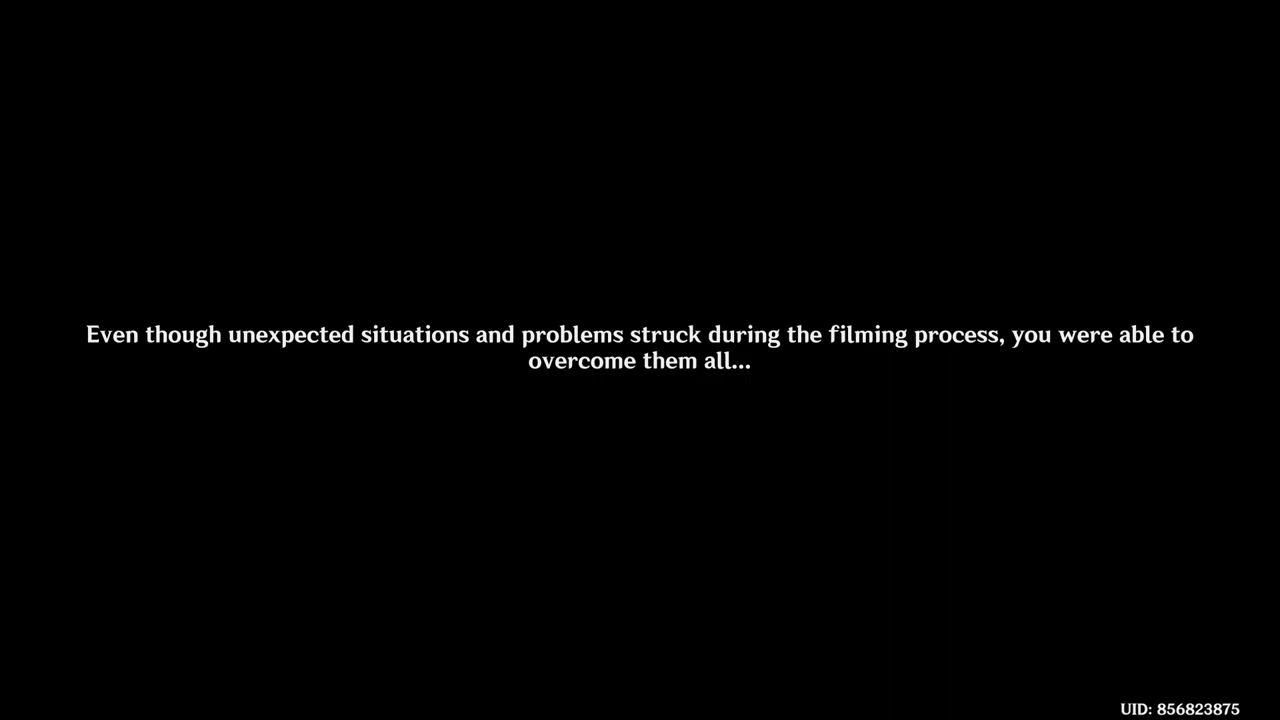 Even though unexpected situations and problems struck during the filming process, you were able to
overcome them all...
UID: 856823875